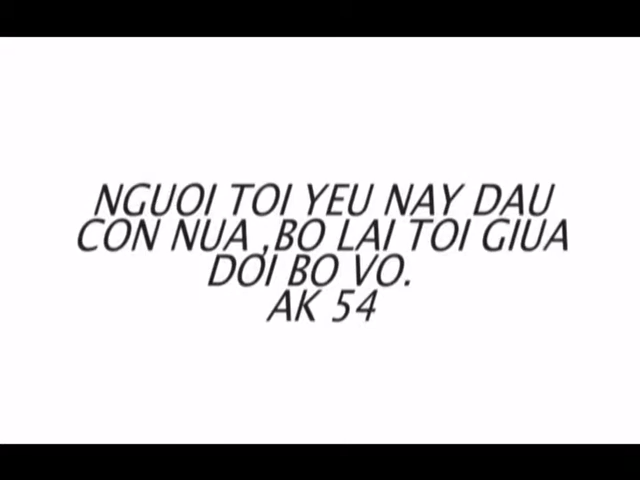 NGUOI TOI YEU NAY DAU
CON NUA ,BO LAI TOI GIUA
DOI BO VO.
AK 54